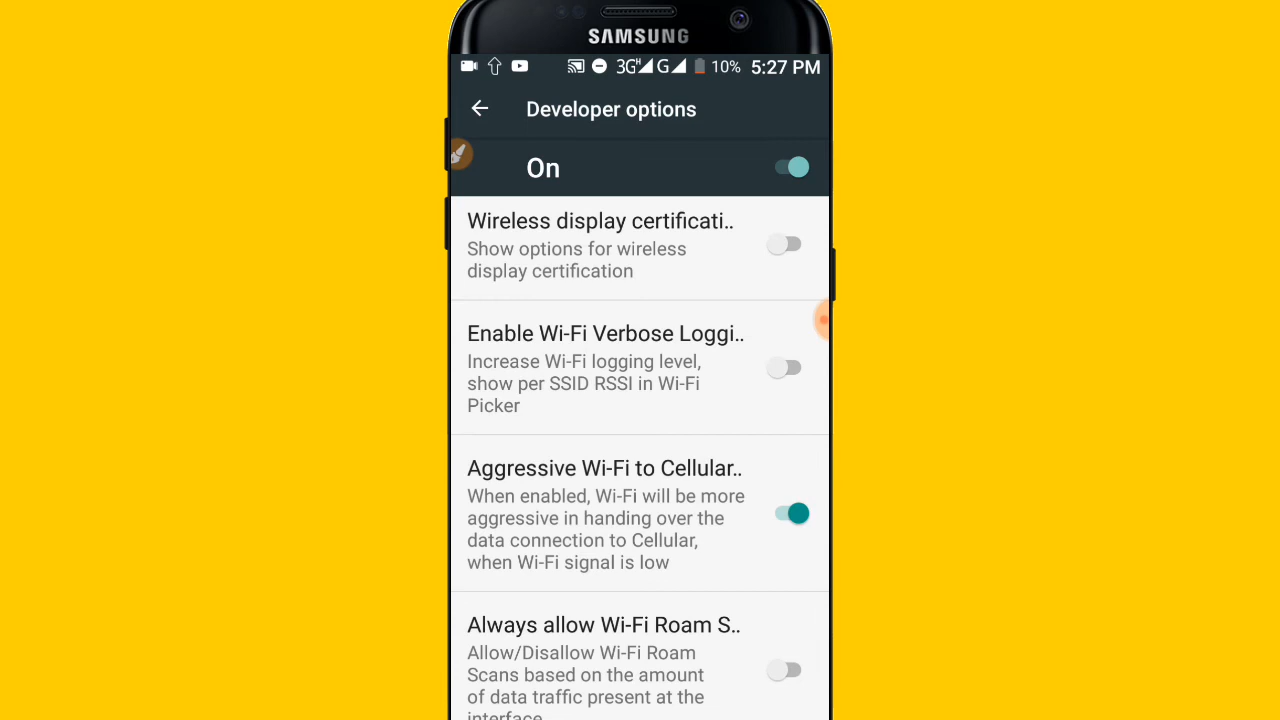 SAMSUNG
3G H G 10% 5:27 PM
Developer options
On
Wireless display certificati..
Show options for wireless
display certification
Enable Wi-Fi Verbose Loggi..
Increase Wi-Fi logging level,
show per SSID RSSI in Wi-Fi
Picker
Aggressive Wi-Fi to Cellular..
When enabled, Wi-Fi will be more
aggressive in handing over the
data connection to Cellular,
when Wi-Fi signal is low
Always allow Wi-Fi Roam S..
Allow/Disallow Wi-Fi Roam
Scans based on the amount
of data traffic present at the
interface